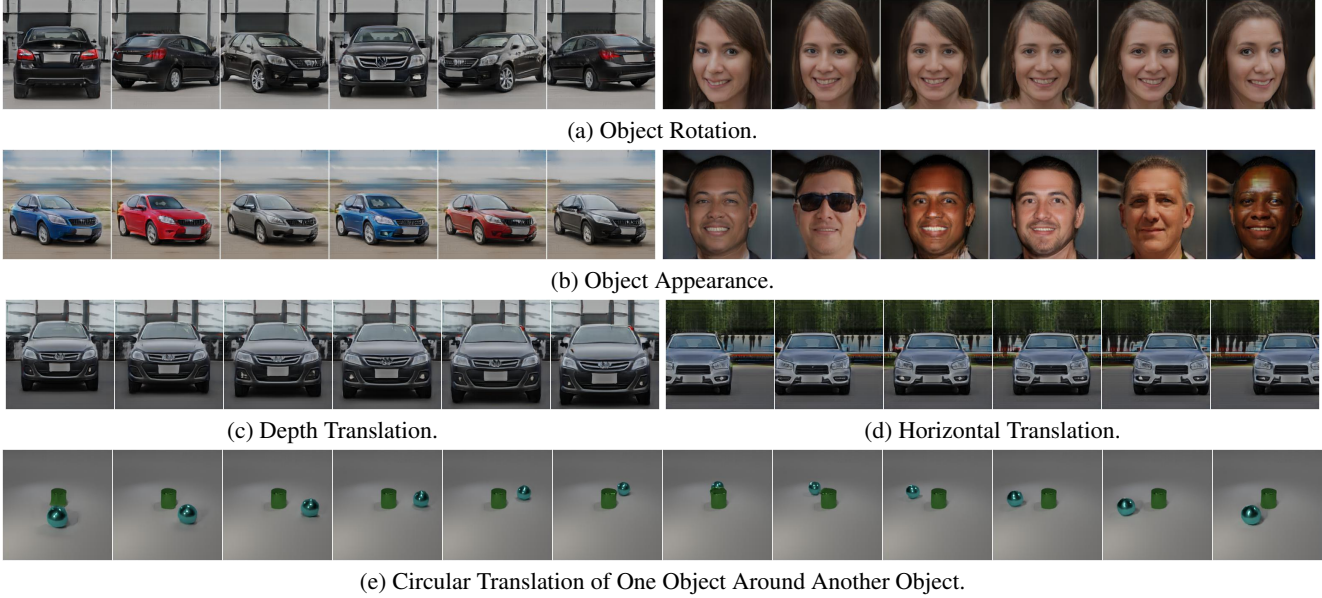 (a) Object Rotation.
(b) Object Appearance.
(c) Depth Translation.
(d) Horizontal Translation.
(e) Circular Translation of One Object Around Another Object.